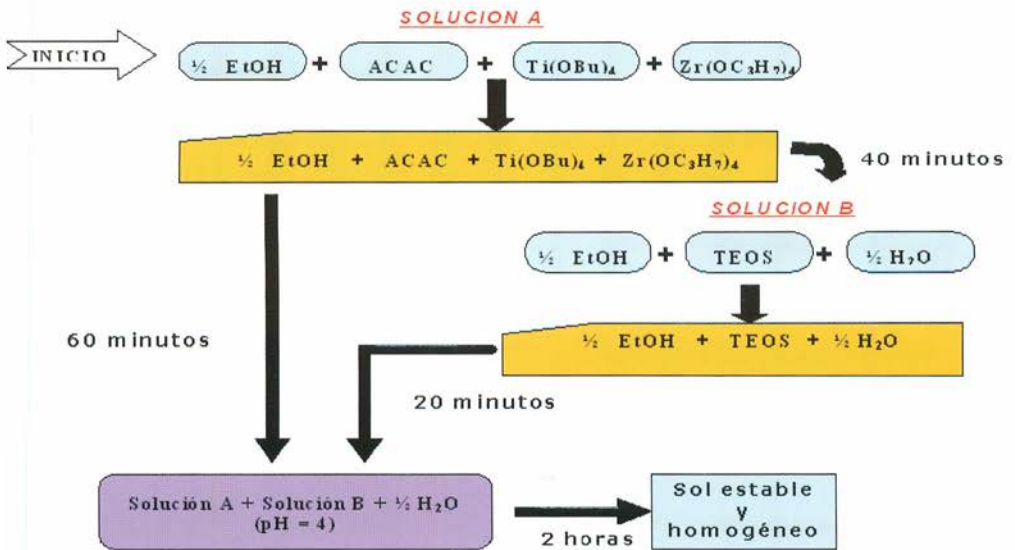 SOLUCION A
INICIO
½ EtOH + ACAC + Ti(OBu)₄ + Zr(OC₃H₇)₄
½ EtOH + ACAC + Ti(OBu)₄ + Zr(OC₃H₇)₄
40 minutos
SOLUCION B
½ EtOH + TEOS + ½ H₂O
60 minutos
½ EtOH + TEOS + ½ H₂O
20 minutos
Solución A + Solución B + ½ H₂O
(pH = 4)
2 horas
Sol estable
y
homogéneo